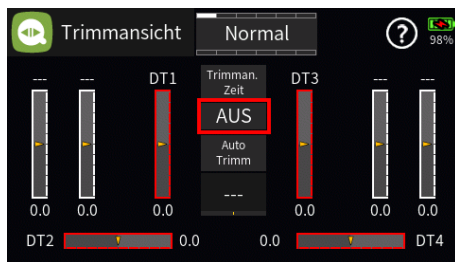 Trimmansicht Normal ? 98%
--- --- DT1 Trimman. Zeit DT3 --- ---
AUS
Auto Trimm
---
0.0 0.0 0.0 0.0 0.0 0.0
DT2 0.0 0.0 DT4